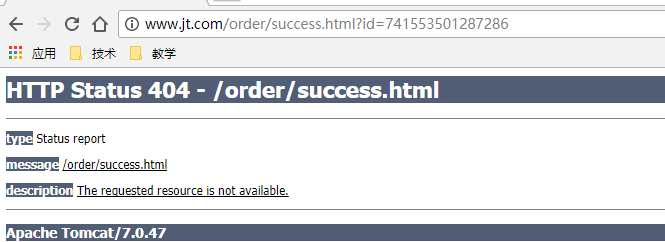 www.jt.com/order/success.html?id=741553501287286
应用 技术 教学
HTTP Status 404 - /order/success.html
type Status report
message /order/success.html
description The requested resource is not available.
Apache Tomcat/7.0.47